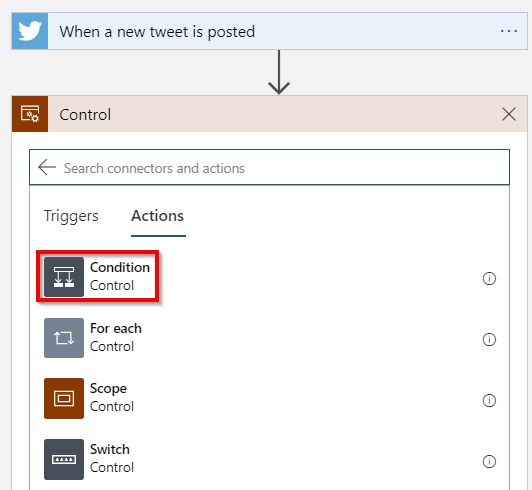 When a new tweet is posted
Control
Search connectors and actions
Triggers Actions
Condition
Control
For each
Control
Scope
Control
Switch
Control